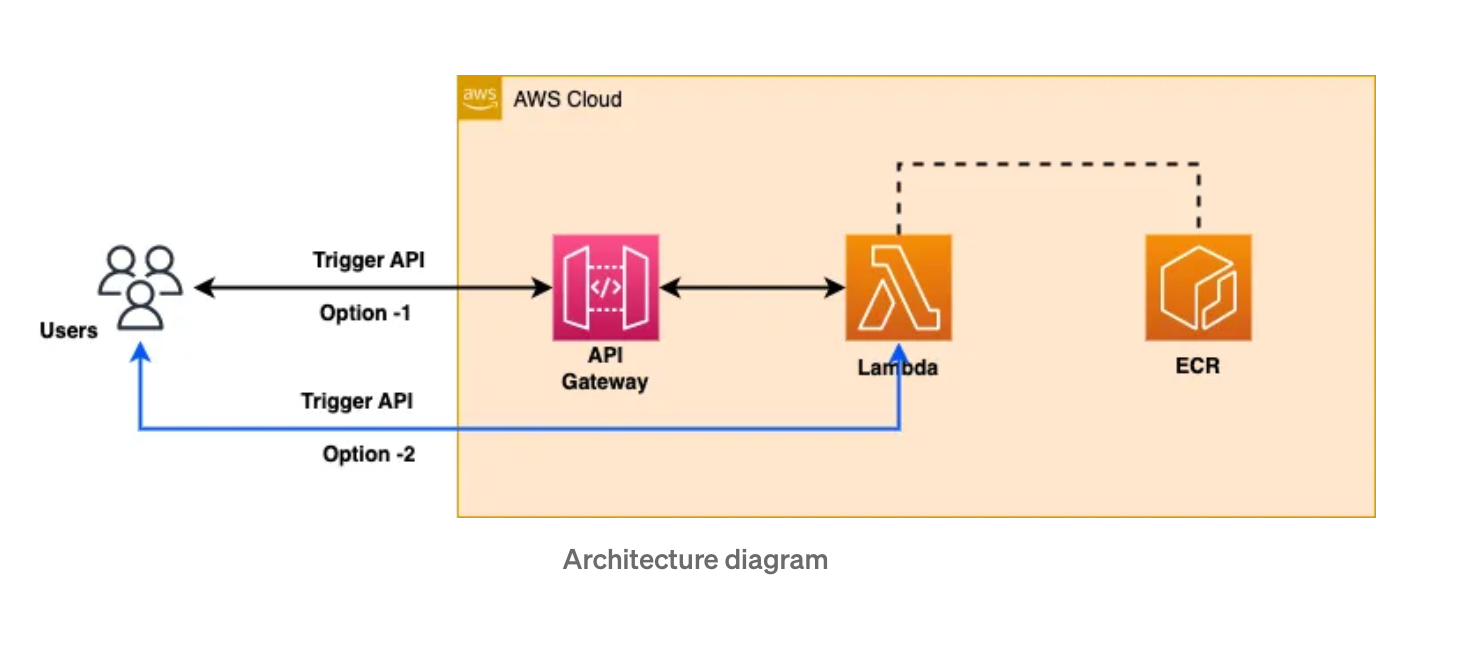 aws
AWS Cloud
Trigger API
Option -1
Users
API
Gateway
Lambda
ECR
Trigger API
Option -2
Architecture diagram